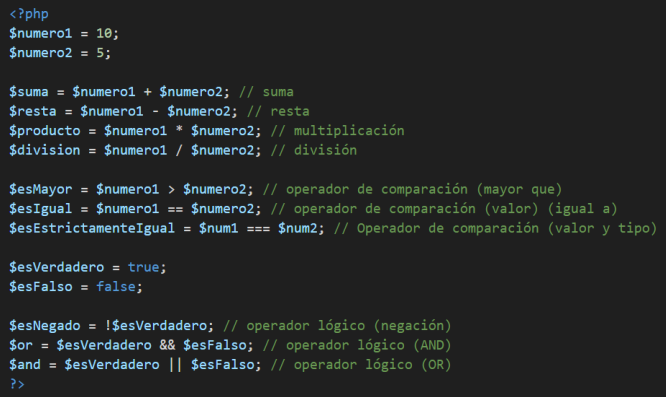 <?php
$numero1 = 10;
$numero2 = 5;
$suma = $numero1 + $numero2; // suma
$resta = $numero1 - $numero2; // resta
$producto = $numero1 * $numero2; // multiplicación
$division = $numero1 / $numero2; // división
$esMayor = $numero1 > $numero2; // operador de comparación (mayor que)
$esIgual = $numero1 == $numero2; // operador de comparación (valor) (igual a)
$esEstrictamenteIgual = $num1 === $num2; // Operador de comparación (valor y tipo)
$esVerdadero = true;
$esFalso = false;
$esNegado = !$esVerdadero; // operador lógico (negación)
$or = $esVerdadero && $esFalso; // operador lógico (AND)
$and = $esVerdadero || $esFalso; // operador lógico (OR)
?>